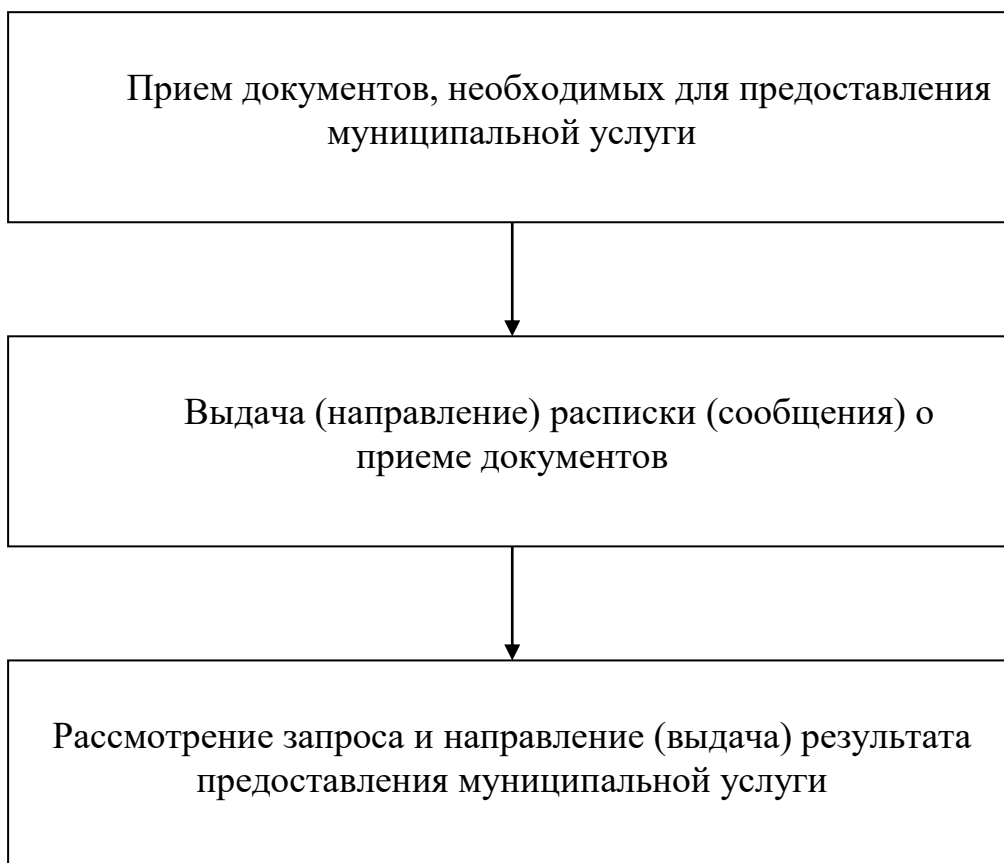 Прием документов, необходимых для предоставления
муниципальной услуги
Выдача (направление) расписки (сообщения) о
приеме документов
Рассмотрение запроса и направление (выдача) результата
предоставления муниципальной услуги